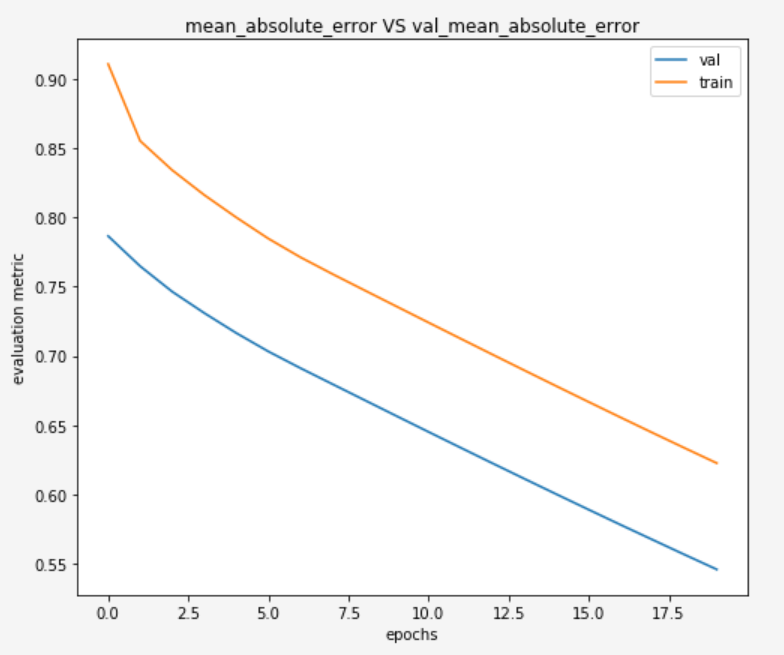 mean_absolute_error VS val_mean_absolute_error
val
train
0.90
0.85
0.80
0.75
0.70
0.65
0.60
0.55
evaluation metric
0.0 2.5 5.0 7.5 10.0 12.5 15.0 17.5
epochs